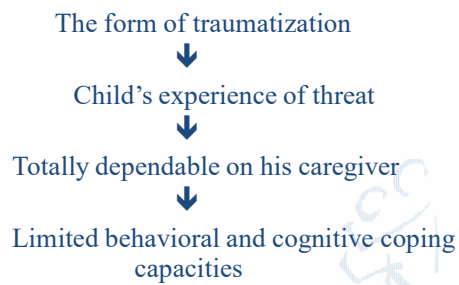 The form of traumatization
Child's experience of threat
Totally dependable on his caregiver
Limited behavioral and cognitive coping
capacities